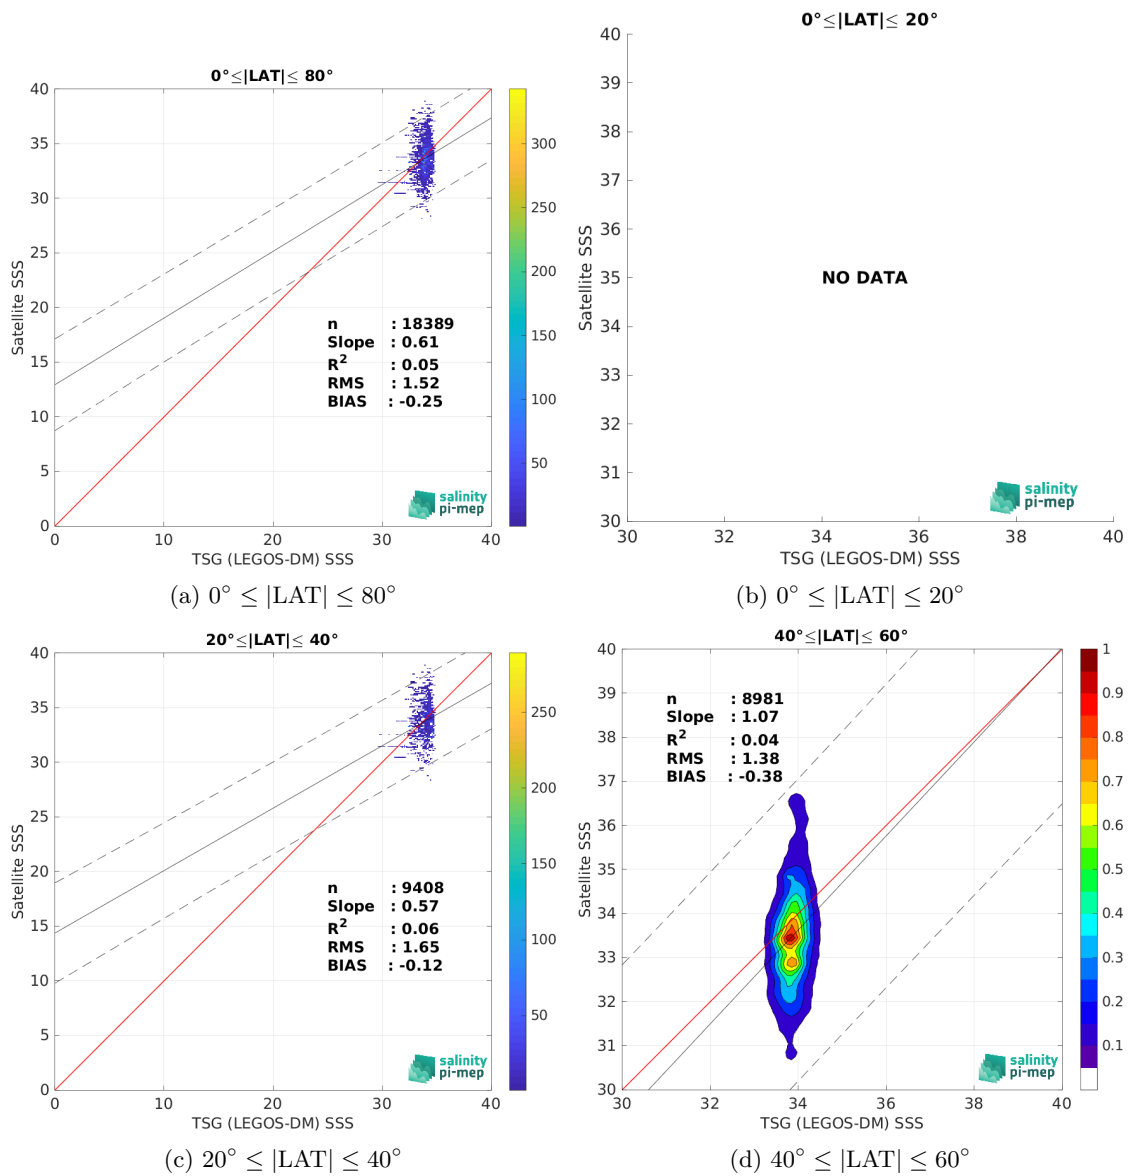 0°≤|LAT|≤ 80°
40
35
30
25
20
15
10
5
0
0 10 20 30 40
Satellite SSS
TSG (LEGOS-DM) SSS
n : 18389
Slope : 0.61
R² : 0.05
RMS : 1.52
BIAS : -0.25
salinity
pi-mep
300
250
200
150
100
50
(a) 0° ≤ |LAT| ≤ 80°
0°≤|LAT|≤ 20°
40
39
38
37
36
35
34
33
32
31
30
30 32 34 36 38 40
Satellite SSS
TSG (LEGOS-DM) SSS
NO DATA
salinity
pi-mep
(b) 0° ≤ |LAT| ≤ 20°
20°≤|LAT|≤ 40°
40
35
30
25
20
15
10
5
0
0 10 20 30 40
Satellite SSS
TSG (LEGOS-DM) SSS
n : 9408
Slope : 0.57
R² : 0.06
RMS : 1.65
BIAS : -0.12
salinity
pi-mep
250
200
150
100
50
(c) 20° ≤ |LAT| ≤ 40°
40°≤|LAT|≤ 60°
40
39
38
37
36
35
34
33
32
31
30
30 32 34 36 38 40
Satellite SSS
TSG (LEGOS-DM) SSS
n : 8981
Slope : 1.07
R² : 0.04
RMS : 1.38
BIAS : -0.38
salinity
pi-mep
1
0.9
0.8
0.7
0.6
0.5
0.4
0.3
0.2
0.1
(d) 40° ≤ |LAT| ≤ 60°